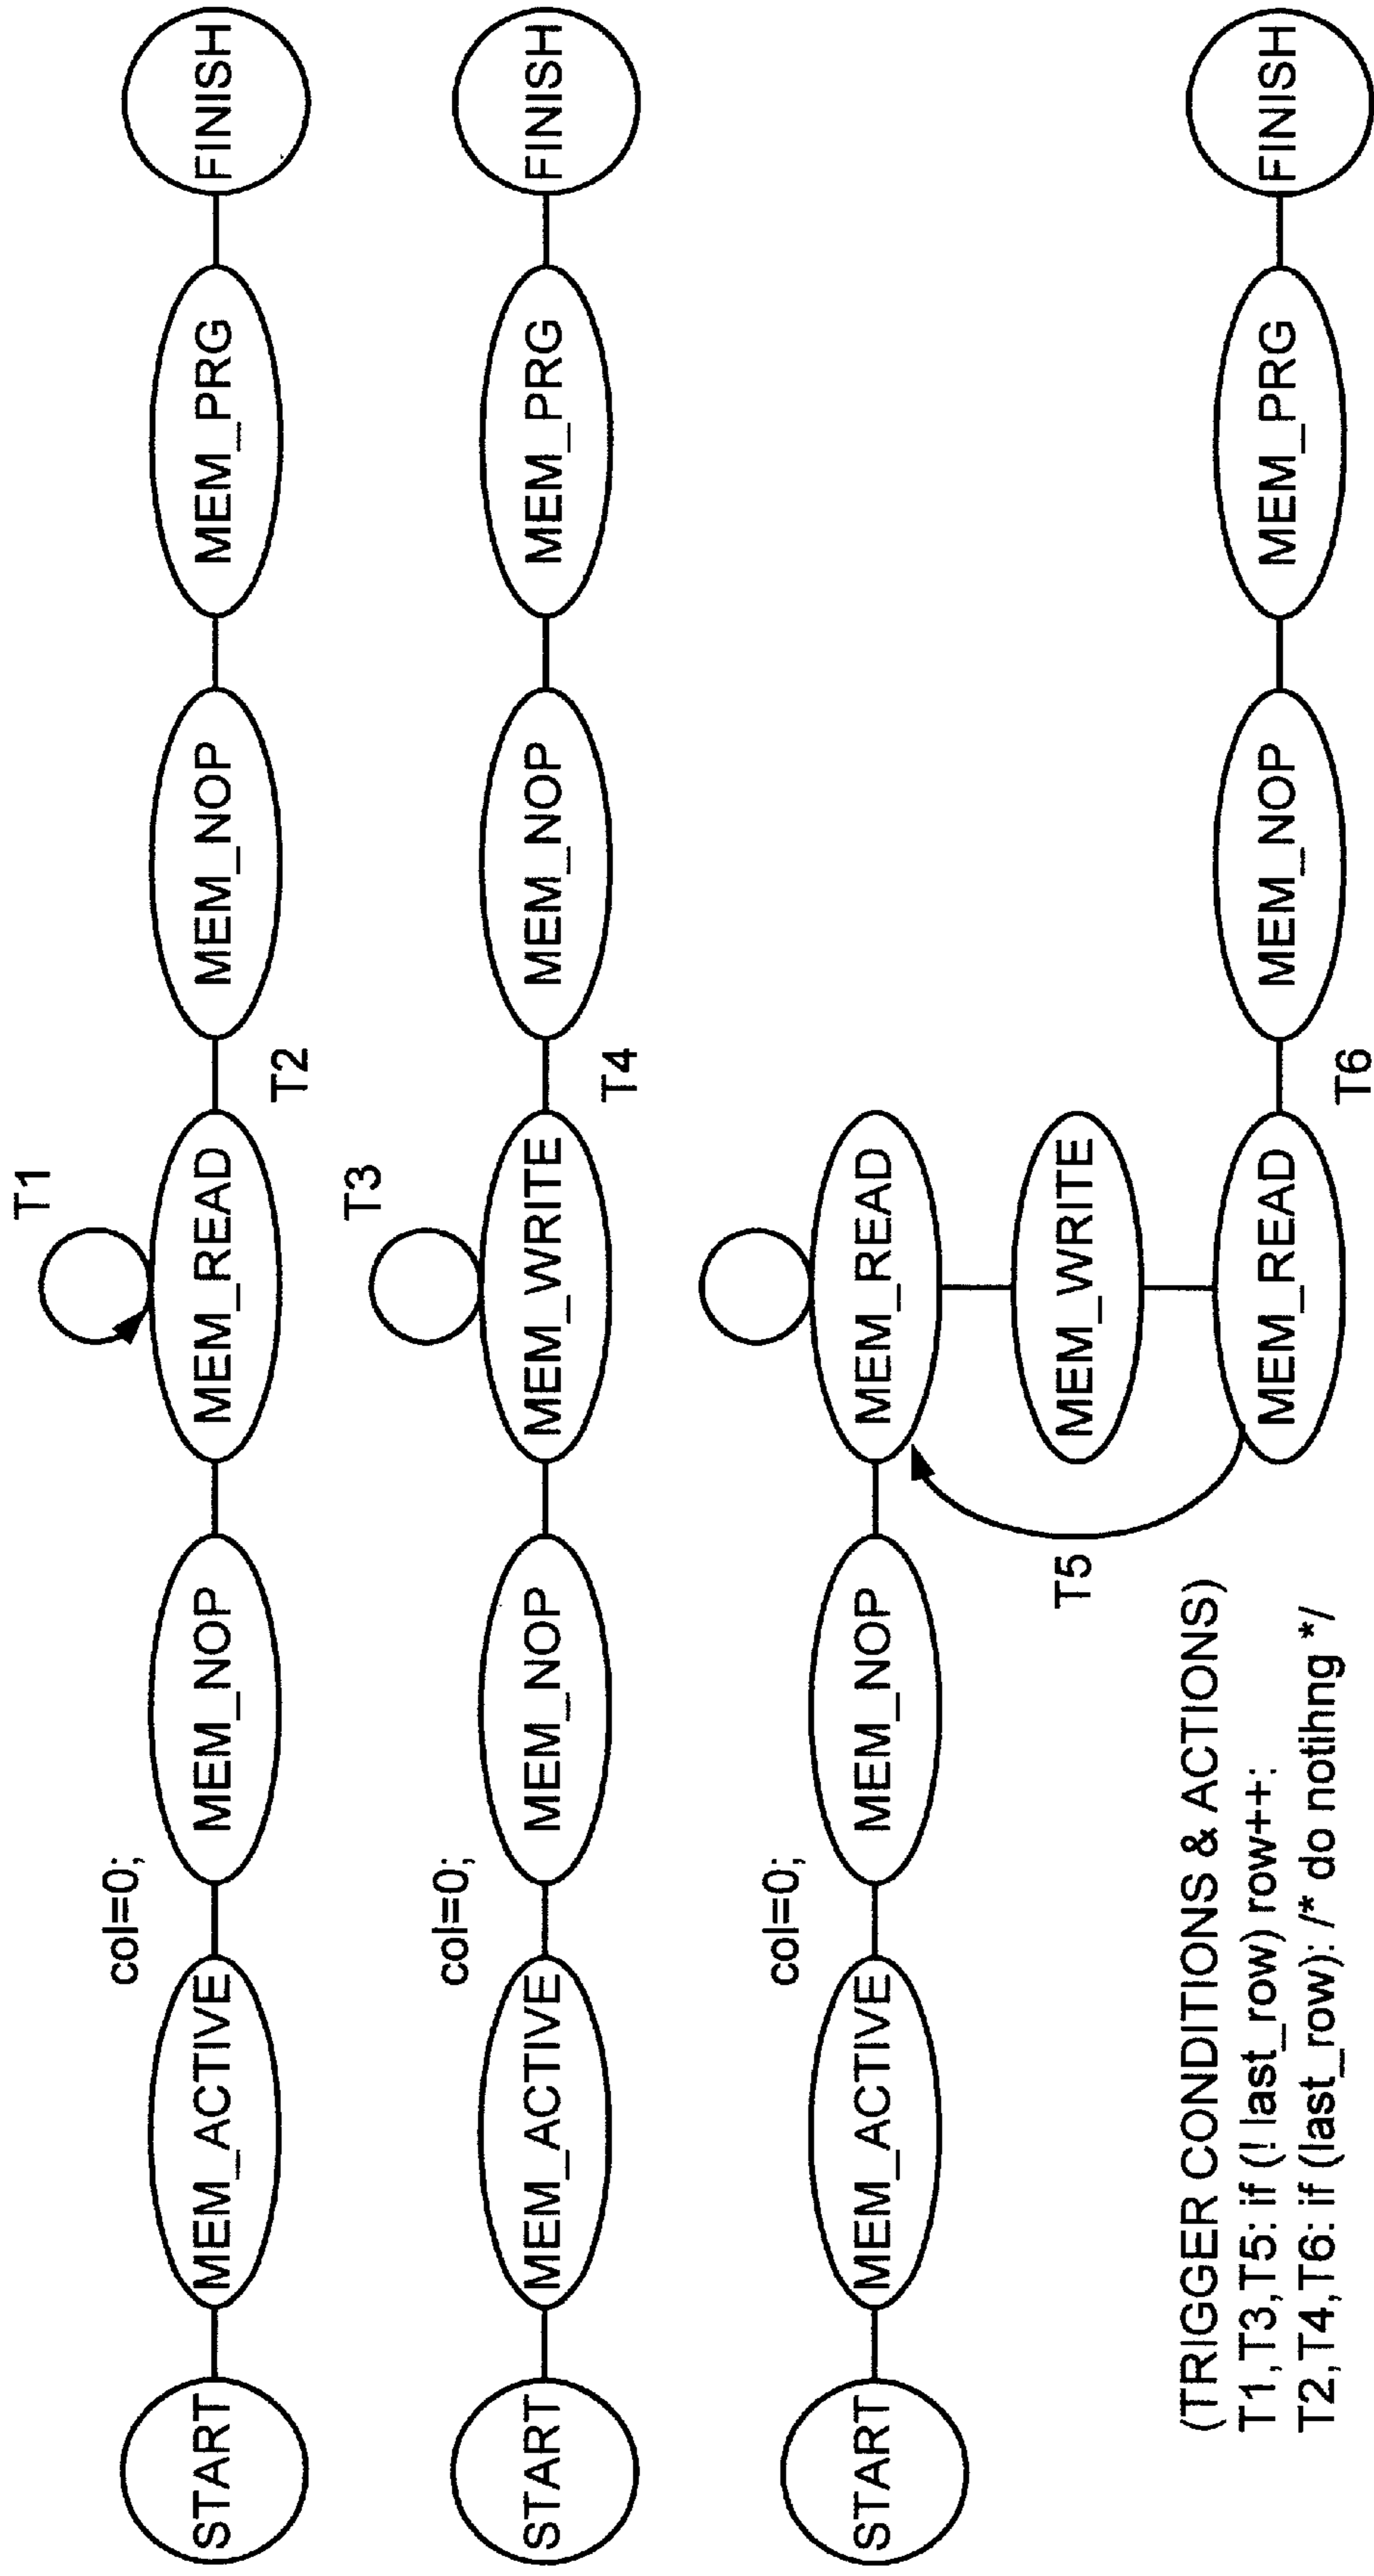 T1
col=0;
START MEM_ACTIVE MEM_NOP MEM_READ MEM_NOP MEM_PRG FINISH
T2
T3
col=0;
START MEM_ACTIVE MEM_NOP MEM_WRITE MEM_NOP MEM_PRG FINISH
T4
col=0;
START MEM_ACTIVE MEM_NOP MEM_READ
T5
MEM_WRITE
MEM_READ MEM_NOP MEM_PRG FINISH
T6
(TRIGGER CONDITIONS & ACTIONS)
T1,T3,T5: if (! last_row) row++:
T2,T4,T6: if (last_row): /* do notihng */